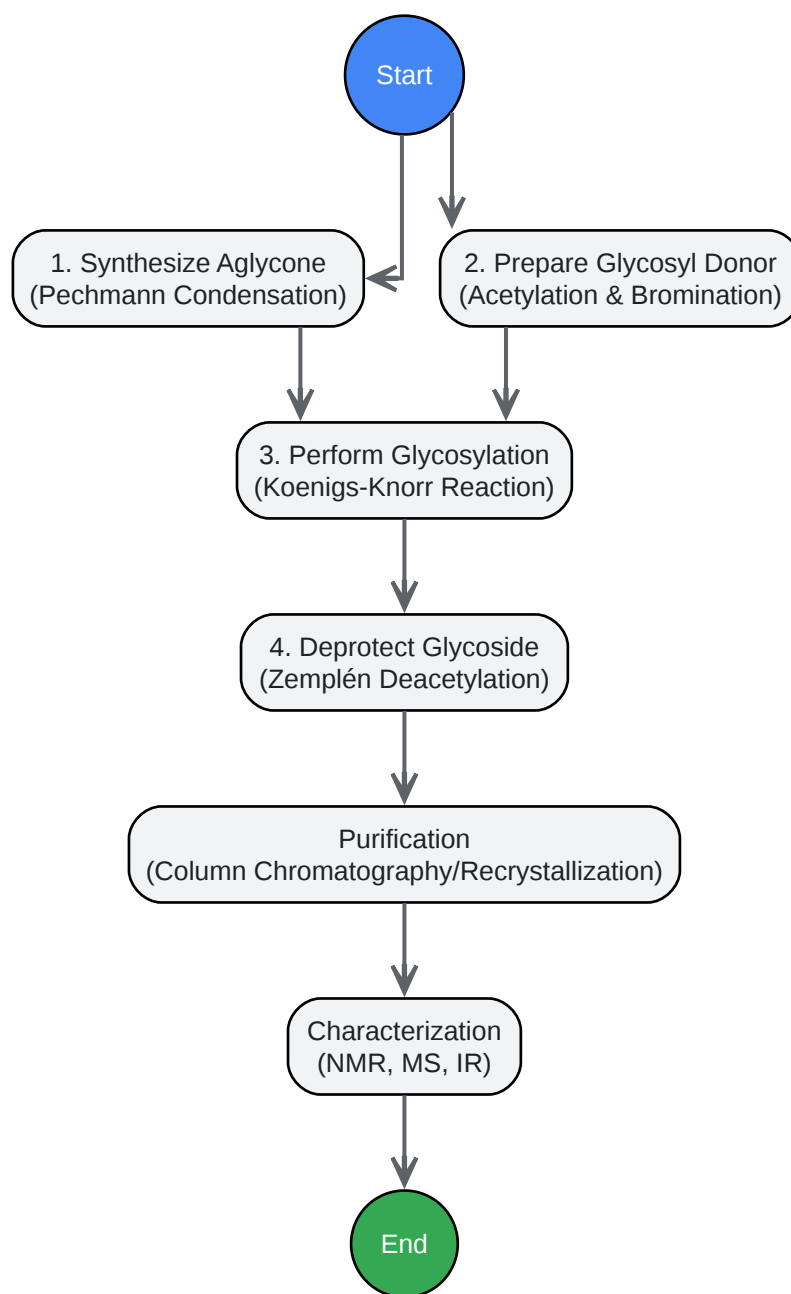 Start
1. Synthesize Aglycone
(Pechmann Condensation)
2. Prepare Glycosyl Donor
(Acetylation & Bromination)
3. Perform Glycosylation
(Koenigs-Knorr Reaction)
4. Deprotect Glycoside
(Zemplén Deacetylation)
Purification
(Column Chromatography/Recrystallization)
Characterization
(NMR, MS, IR)
End